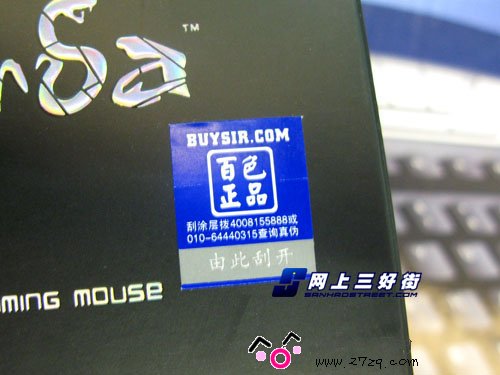 TM
BUYSIR.COM
百色
正品
刮涂层拨4008155888或
010-64440315查询真伪
由此刮开
MING MOUSE
网上三好街
SANHAOSTREET.COM
www.27zq.com